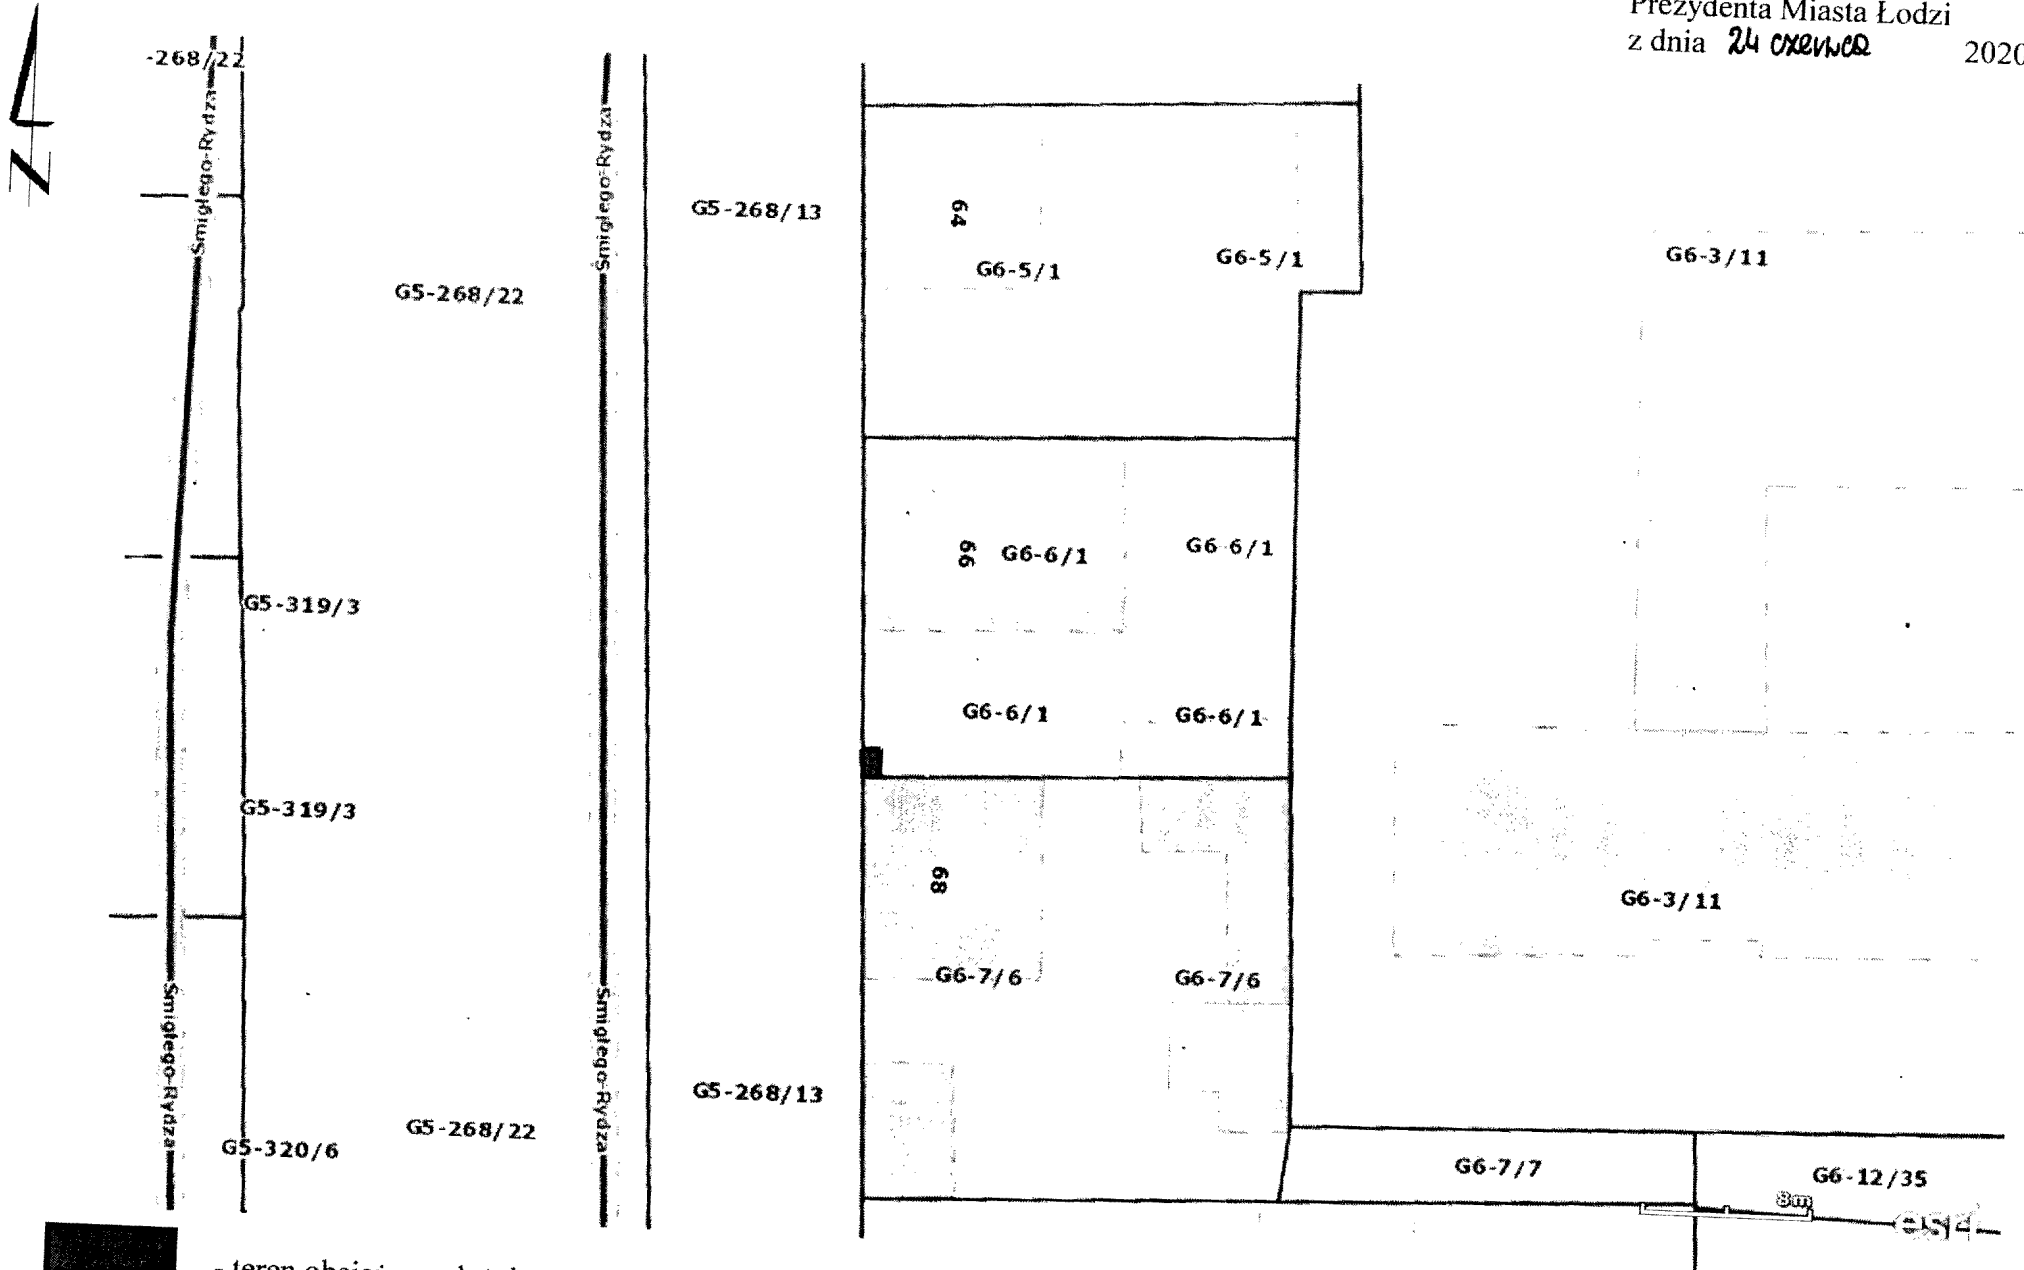 Prezydenta Miasta Łodzi
z dnia 24 czerwca 2020
-268/22
Śmigłego-Rydza
Śmigłego-Rydza
G5-268/13
64
G6-5/1
G6-5/1
G6-3/11
G5-268/22
66
G6-6/1
G6-6/1
G5-319/3
G6-6/1
G6-6/1
G5-319/3
68
G6-3/11
G6-7/6
G6-7/6
Śmigłego-Rydza
Śmigłego-Rydza
G5-268/13
G5-268/22
G5-320/6
G6-7/7
G6-12/35
8m
esri
N
- teren